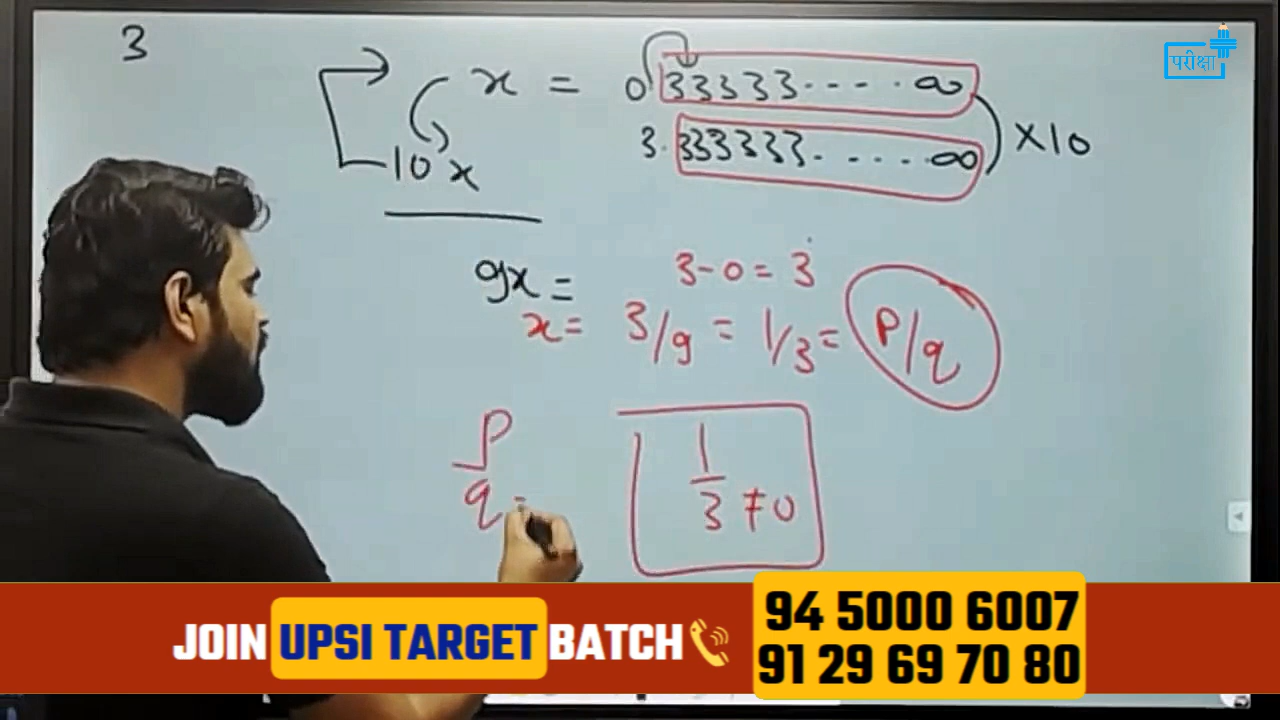 3
परीक्षा
x = 0 33333 - - - - . ∞
10x 3.333333. - - - - - ∞ ×10
9x = 3-0 = 3
x = 3/9 = 1/3 = P/q
P/q = 1/3 ≠0
JOIN UPSI TARGET BATCH
94 5000 6007
91 29 69 70 80